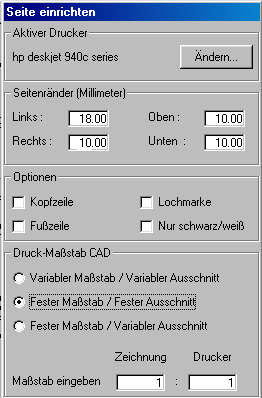 Seite einrichten
Aktiver Drucker
hp deskjet 940c series Ändern...
Seitenränder (Millimeter)
Links : 18.00 Oben : 10.00
Rechts : 10.00 Unten : 10.00
Optionen
Kopfzeile Lochmarke
Fußzeile Nur schwarz/weiß
Druck-Maßstab CAD
Variabler Maßstab / Variabler Ausschnitt
Fester Maßstab / Fester Ausschnitt
Fester Maßstab / Variabler Ausschnitt
Zeichnung Drucker
Maßstab eingeben 1 : 1